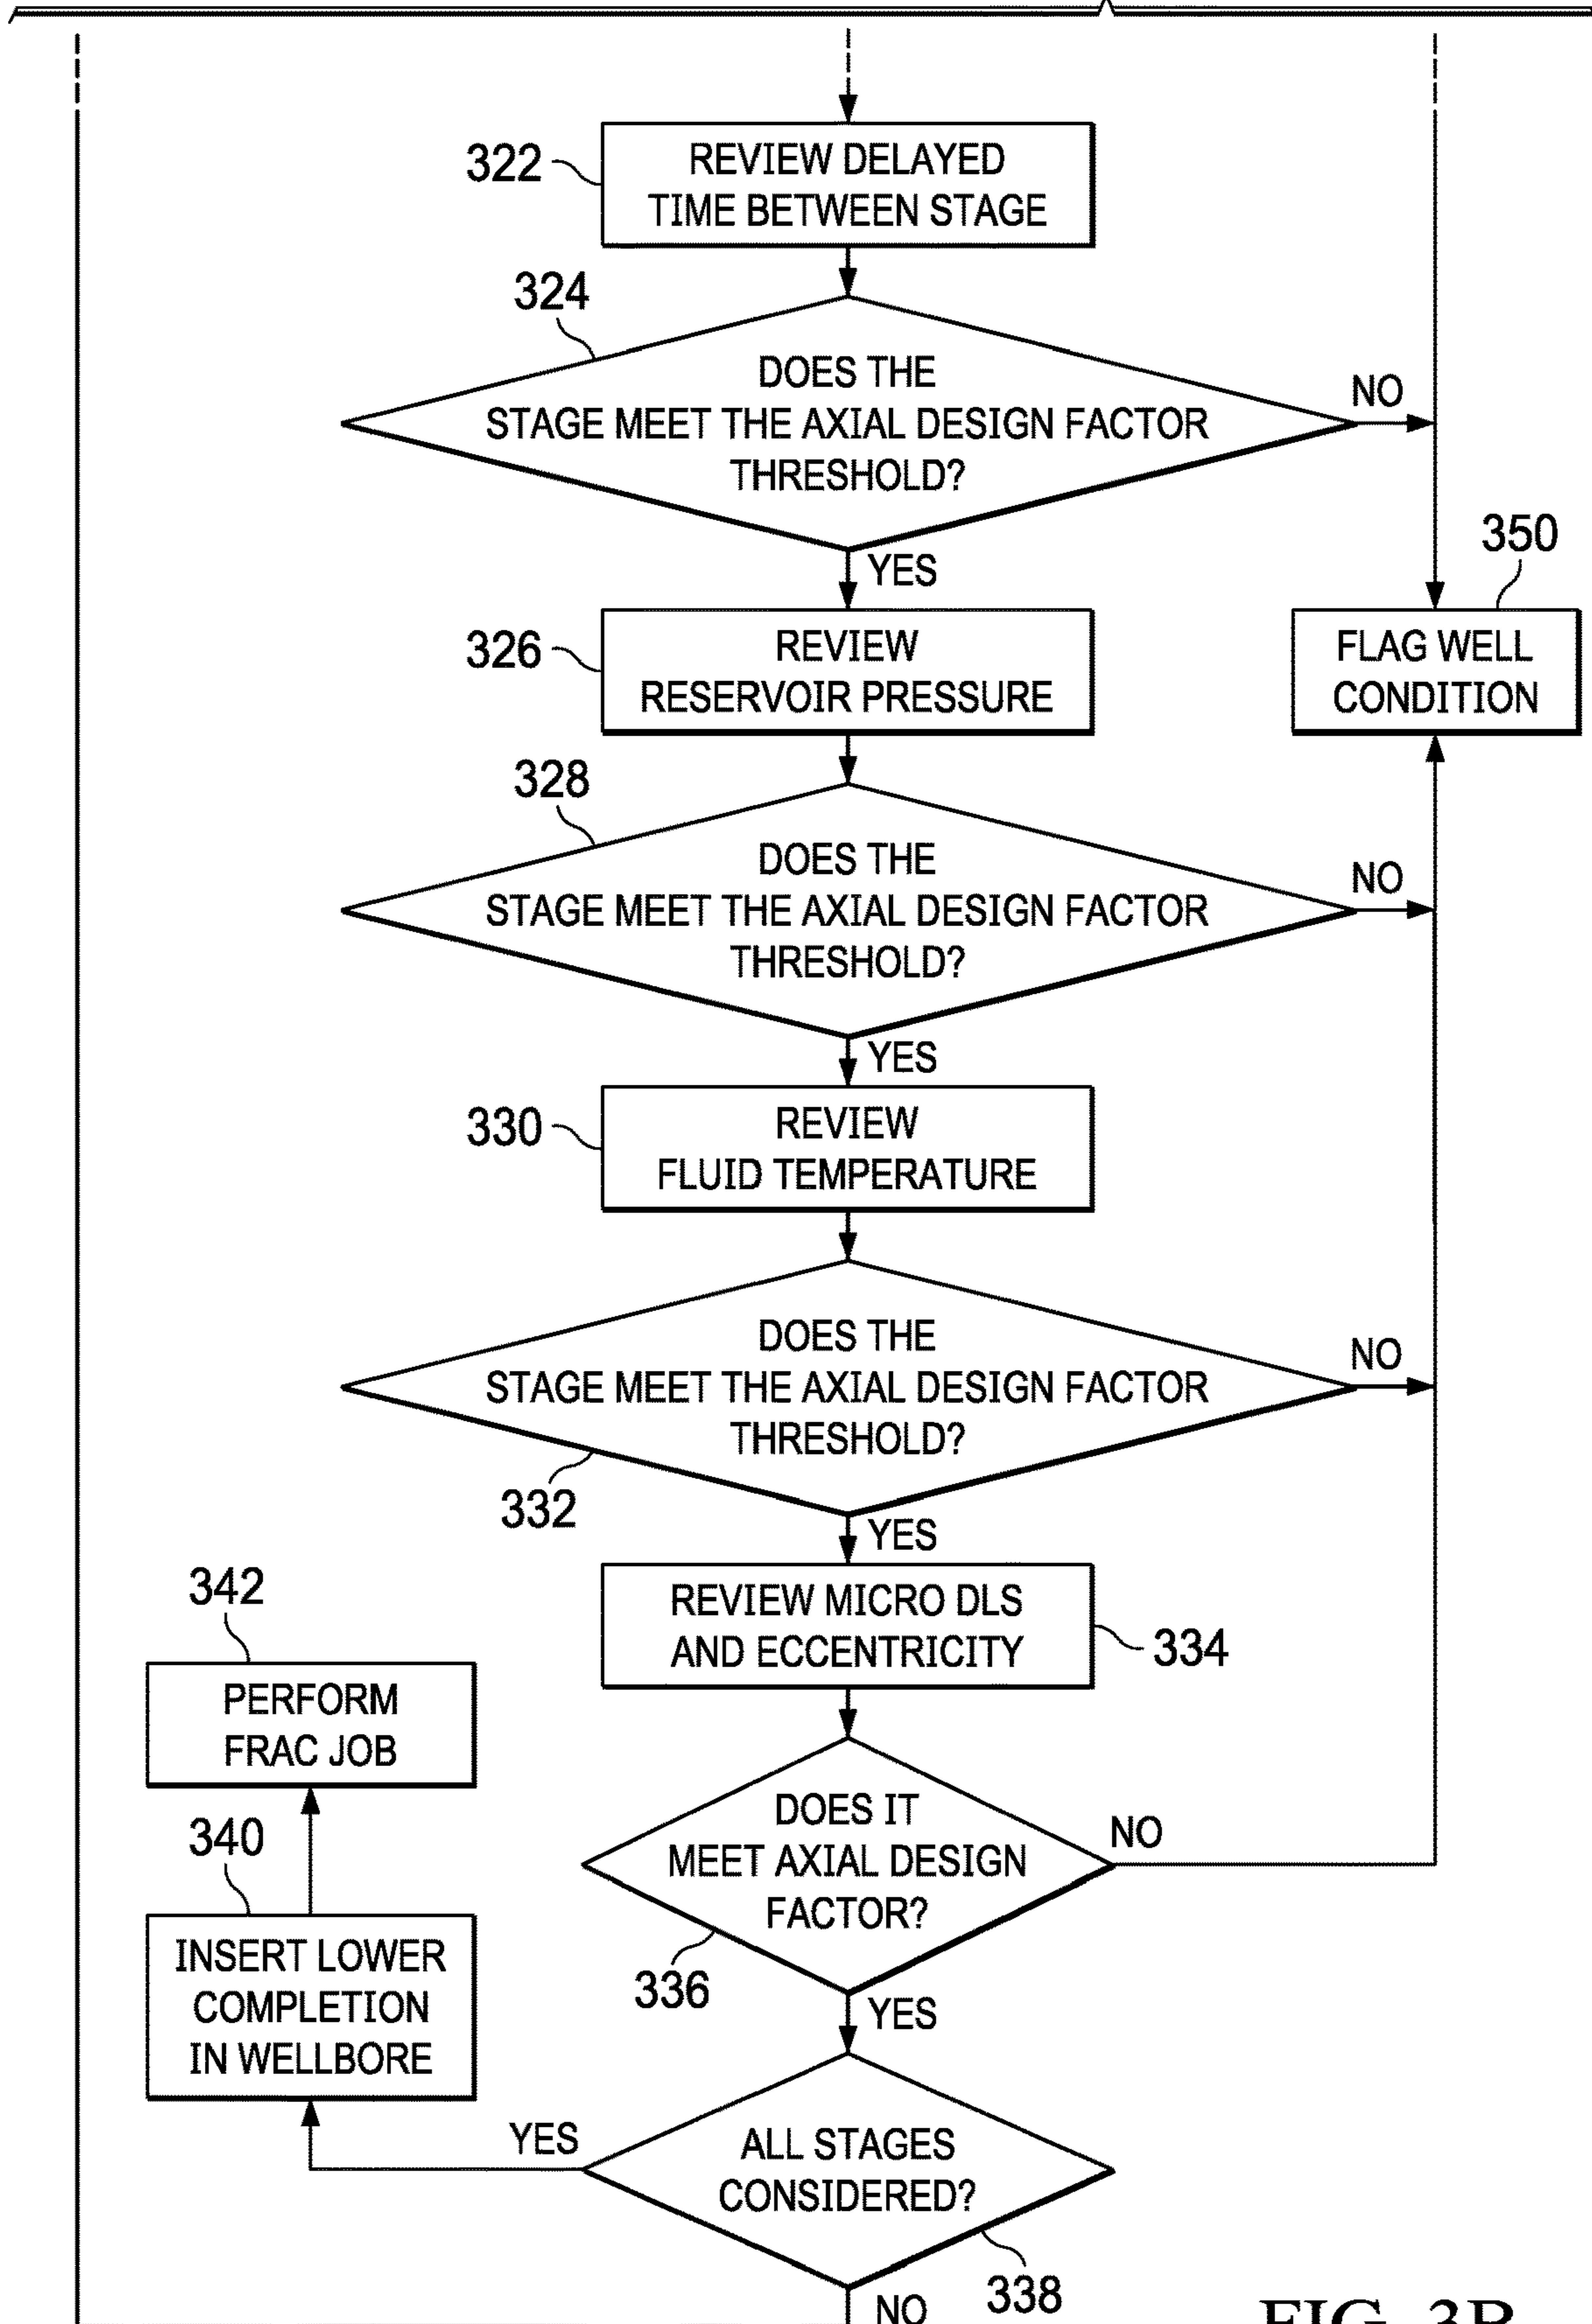 322
REVIEW DELAYED
TIME BETWEEN STAGE
324
DOES THE
STAGE MEET THE AXIAL DESIGN FACTOR
THRESHOLD?
NO
YES
350
FLAG WELL
CONDITION
326
REVIEW
RESERVOIR PRESSURE
328
DOES THE
STAGE MEET THE AXIAL DESIGN FACTOR
THRESHOLD?
NO
YES
330
REVIEW
FLUID TEMPERATURE
DOES THE
STAGE MEET THE AXIAL DESIGN FACTOR
THRESHOLD?
NO
332
YES
REVIEW MICRO DLS
AND ECCENTRICITY
334
342
PERFORM
FRAC JOB
DOES IT
MEET AXIAL DESIGN
FACTOR?
NO
336
YES
340
INSERT LOWER
COMPLETION
IN WELLBORE
YES
ALL STAGES
CONSIDERED?
338
NO
FIG. 3B